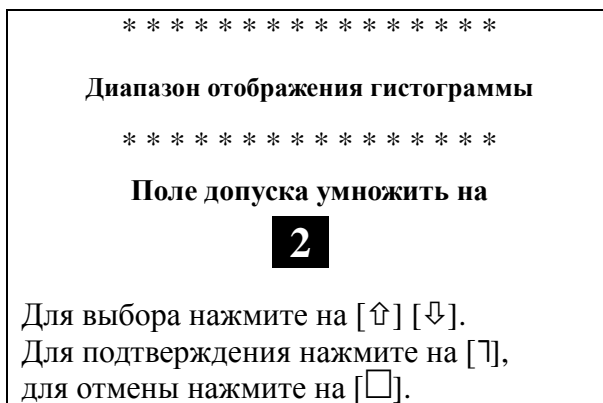 * * * * * * * * * * * * * * * *
Диапазон отображения гистограммы
* * * * * * * * * * * * * * * *
Поле допуска умножить на
2
Для выбора нажмите на [⇧] [⇩].
Для подтверждения нажмите на [⅂],
для отмены нажмите на [☐].